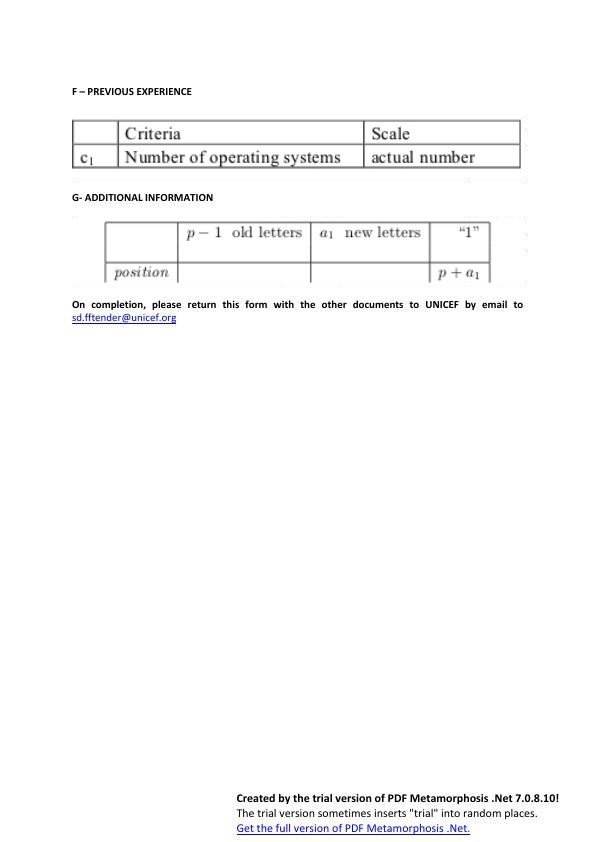 F – PREVIOUS EXPERIENCE
Criteria Scale
c₁ Number of operating systems actual number
G- ADDITIONAL INFORMATION
p − 1 old letters a₁ new letters “1”
position p + a₁
On completion, please return this form with the other documents to UNICEF by email to
sd.fftender@unicef.org
Created by the trial version of PDF Metamorphosis .Net 7.0.8.10!
The trial version sometimes inserts "trial" into random places.
Get the full version of PDF Metamorphosis .Net.